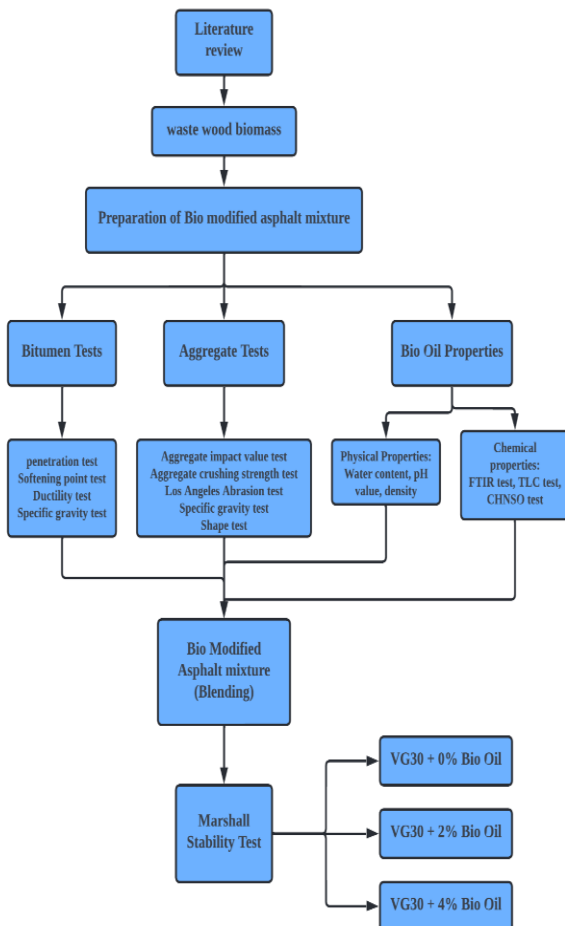 Literature
review
waste wood biomass
Preparation of Bio modified asphalt mixture
Bitumen Tests
Aggregate Tests
Bio Oil Properties
penetration test
Softening point test
Ductility test
Specific gravity test
Aggregate impact value test
Aggregate crushing strength test
Los Angeles Abrasion test
Specific gravity test
Shape test
Physical Properties:
Water content, pH
value, density
Chemical
properties:
FTIR test, TLC test,
CHNSO test
Bio Modified
Asphalt mixture
(Blending)
Marshall
Stability Test
VG30 + 0% Bio Oil
VG30 + 2% Bio Oil
VG30 + 4% Bio Oil